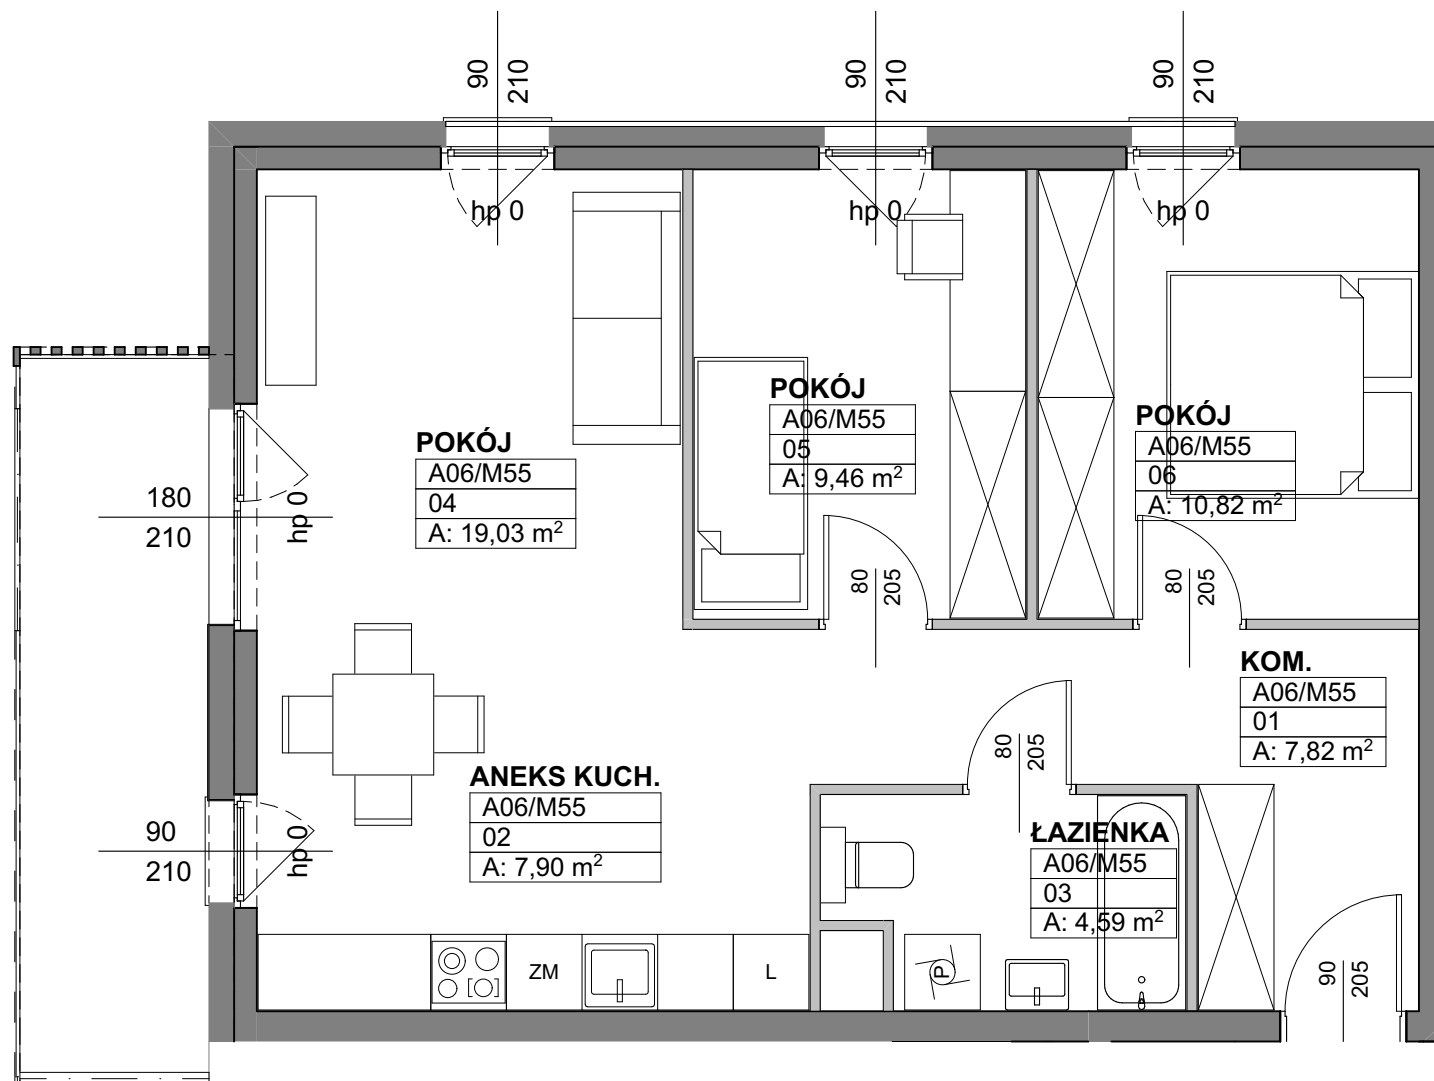 90
210
90
210
90
210
hp 0
hp 0
hp 0
POKÓJ
A06/M55
04
A: 19,03 m²
POKÓJ
A06/M55
05
A: 9,46 m²
POKÓJ
A06/M55
06
A: 10,82 m²
180
210
hp 0
80
205
80
205
KOM.
A06/M55
01
A: 7,82 m²
80
205
ANEKS KUCH.
A06/M55
02
A: 7,90 m²
90
210
hp 0
ŁAZIENKA
A06/M55
03
A: 4,59 m²
ZM
L
P
90
205